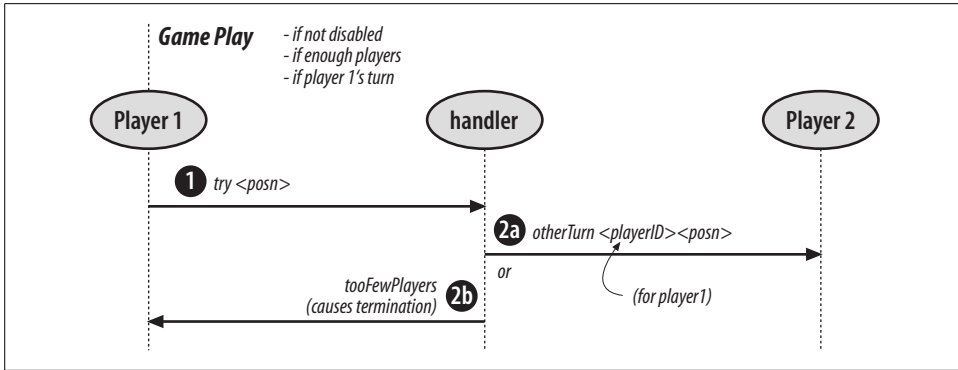 Game Play
- if not disabled
- if enough players
- if player 1's turn
Player 1
handler
Player 2
1 try <posn>
2a otherTurn <playerID><posn>
or
tooFewPlayers
(causes termination) 2b
(for player1)